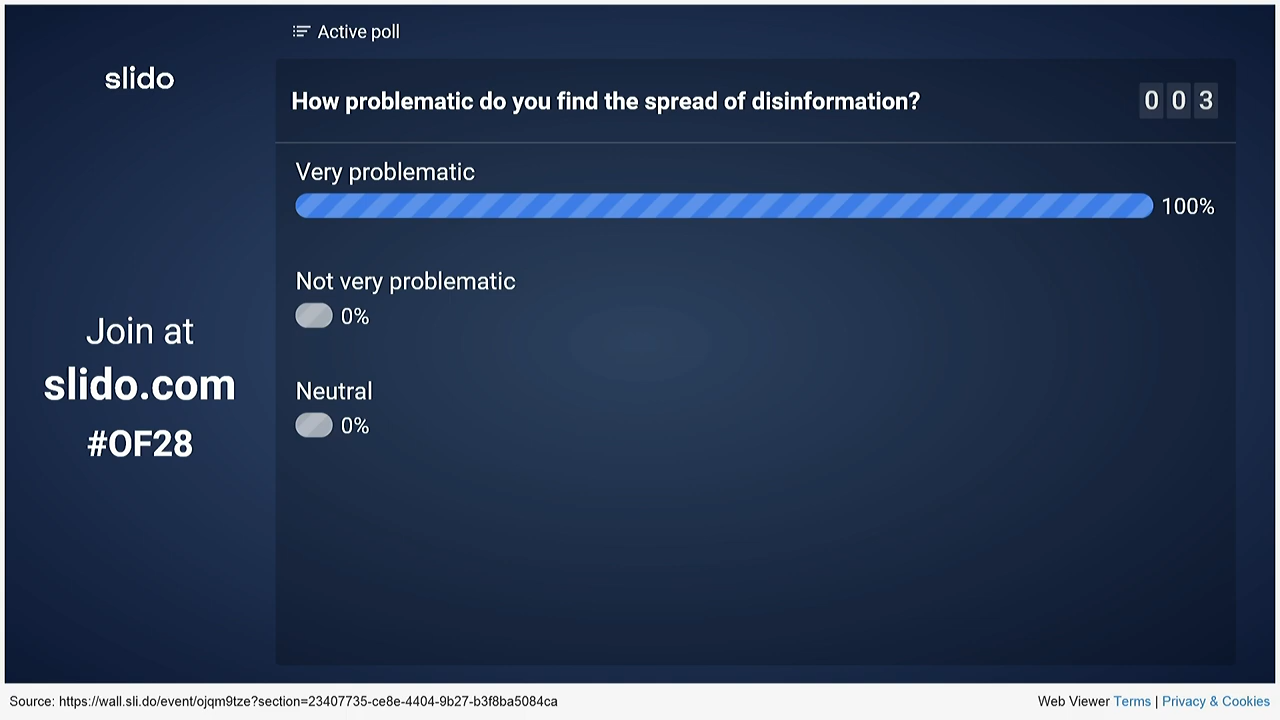 Active poll
slido
How problematic do you find the spread of disinformation?
0 0 3
Very problematic
100%
Not very problematic
0%
Neutral
0%
Join at
slido.com
#OF28
Source: https://wall.sli.do/event/ojqm9tze?section=23407735-ce8e-4404-9b27-b3f8ba5084ca
Web Viewer Terms | Privacy & Cookies